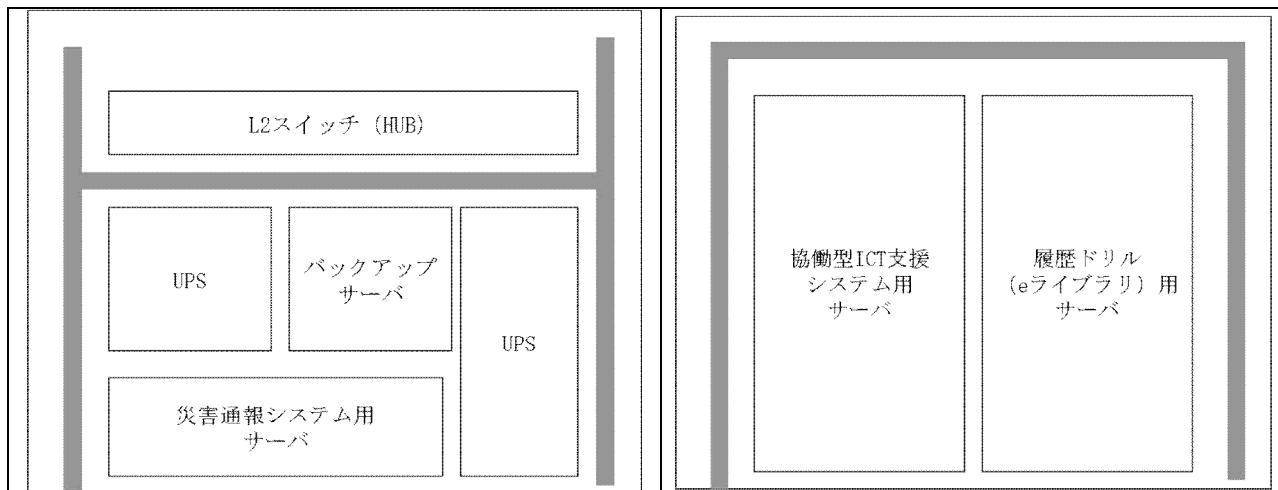 L2スイッチ (HUB)
UPS
バックアップ
サーバ
UPS
災害通報システム用
サーバ
協働型ICT支援
システム用
サーバ
履歴ドリル
(eライブラリ) 用
サーバ